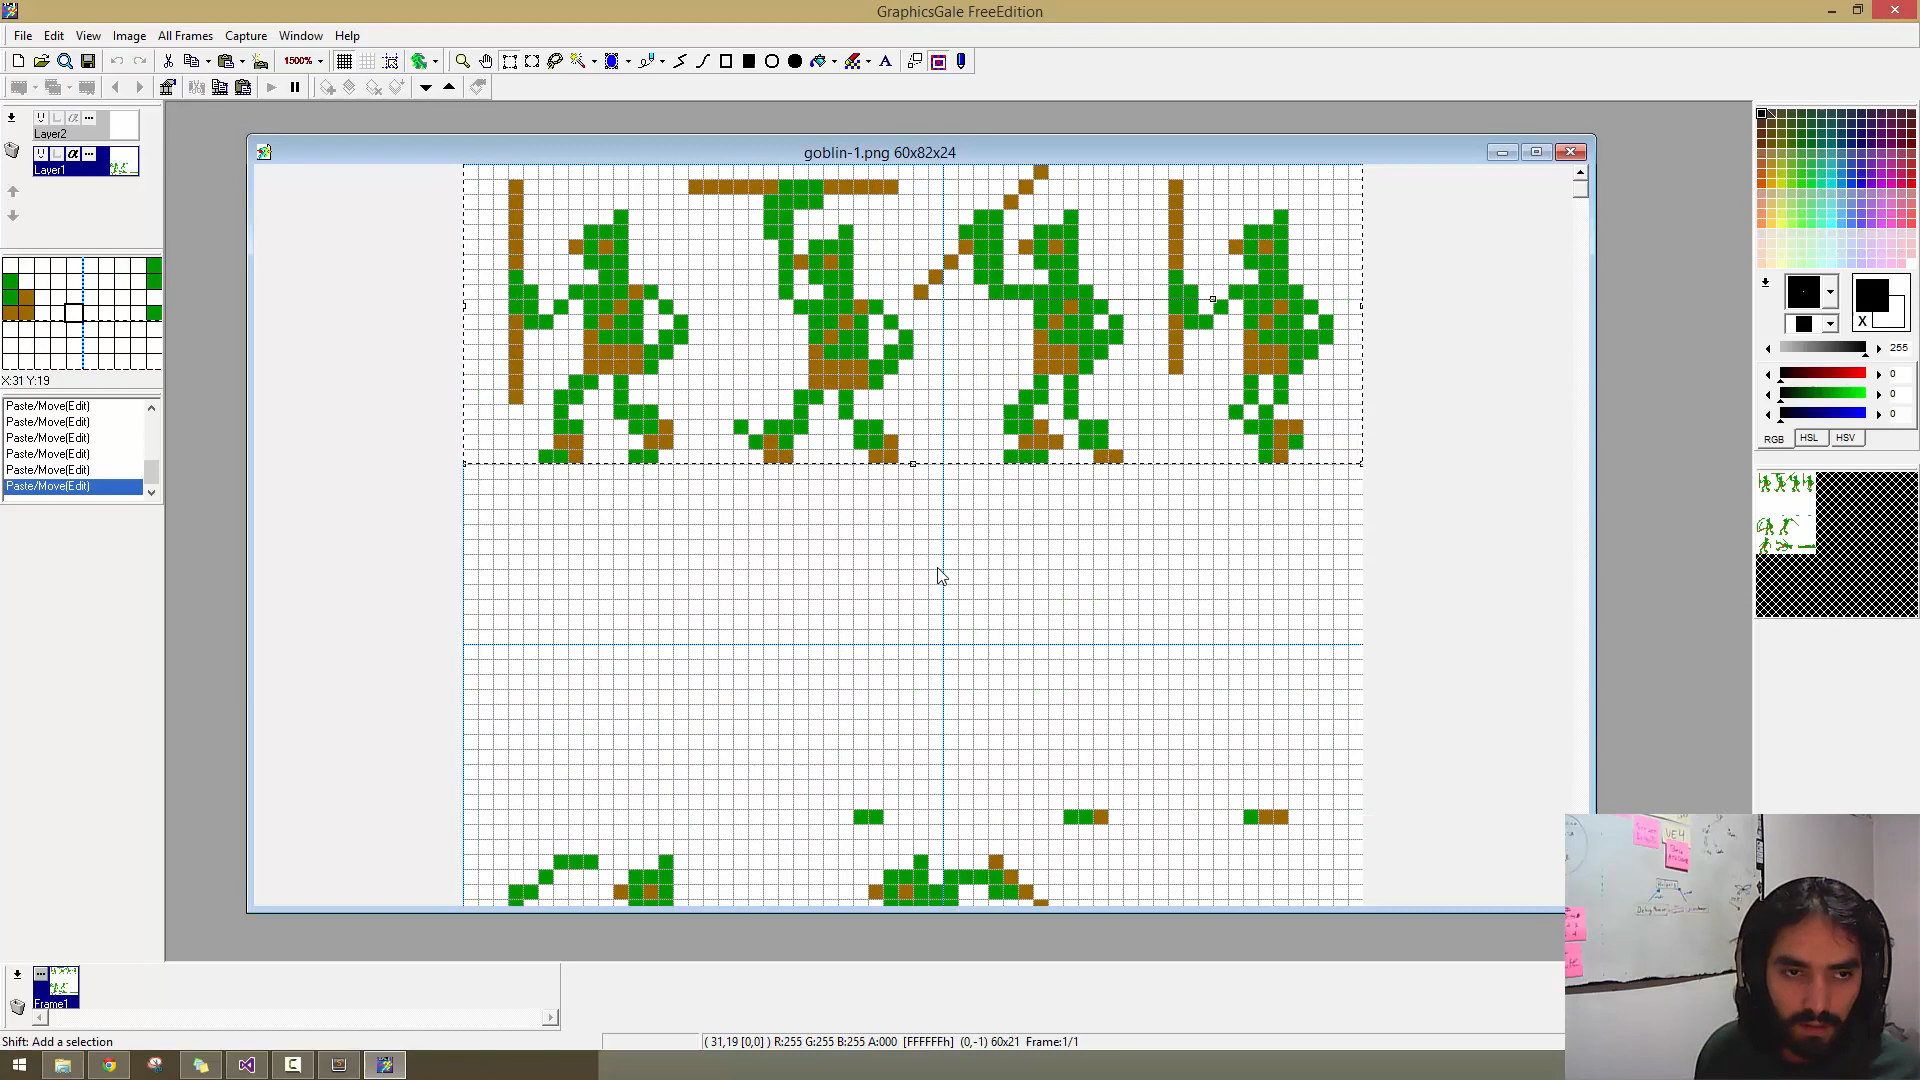 GraphicsGale FreeEdition
File Edit View Image All Frames Capture Window Help
1500%
Layer2
Layer1
goblin-1.png 60x82x24
X:31 Y:19
Paste/Move(Edit)
Paste/Move(Edit)
Paste/Move(Edit)
Paste/Move(Edit)
Paste/Move(Edit)
Paste/Move(Edit)
X
255
0
0
0
RGB HSL HSV
VE4
Frame1
Shift: Add a selection
( 31,19 [0,0] ) R:255 G:255 B:255 A:000 [FFFFFFh] (0,-1) 60x21 Frame:1/1